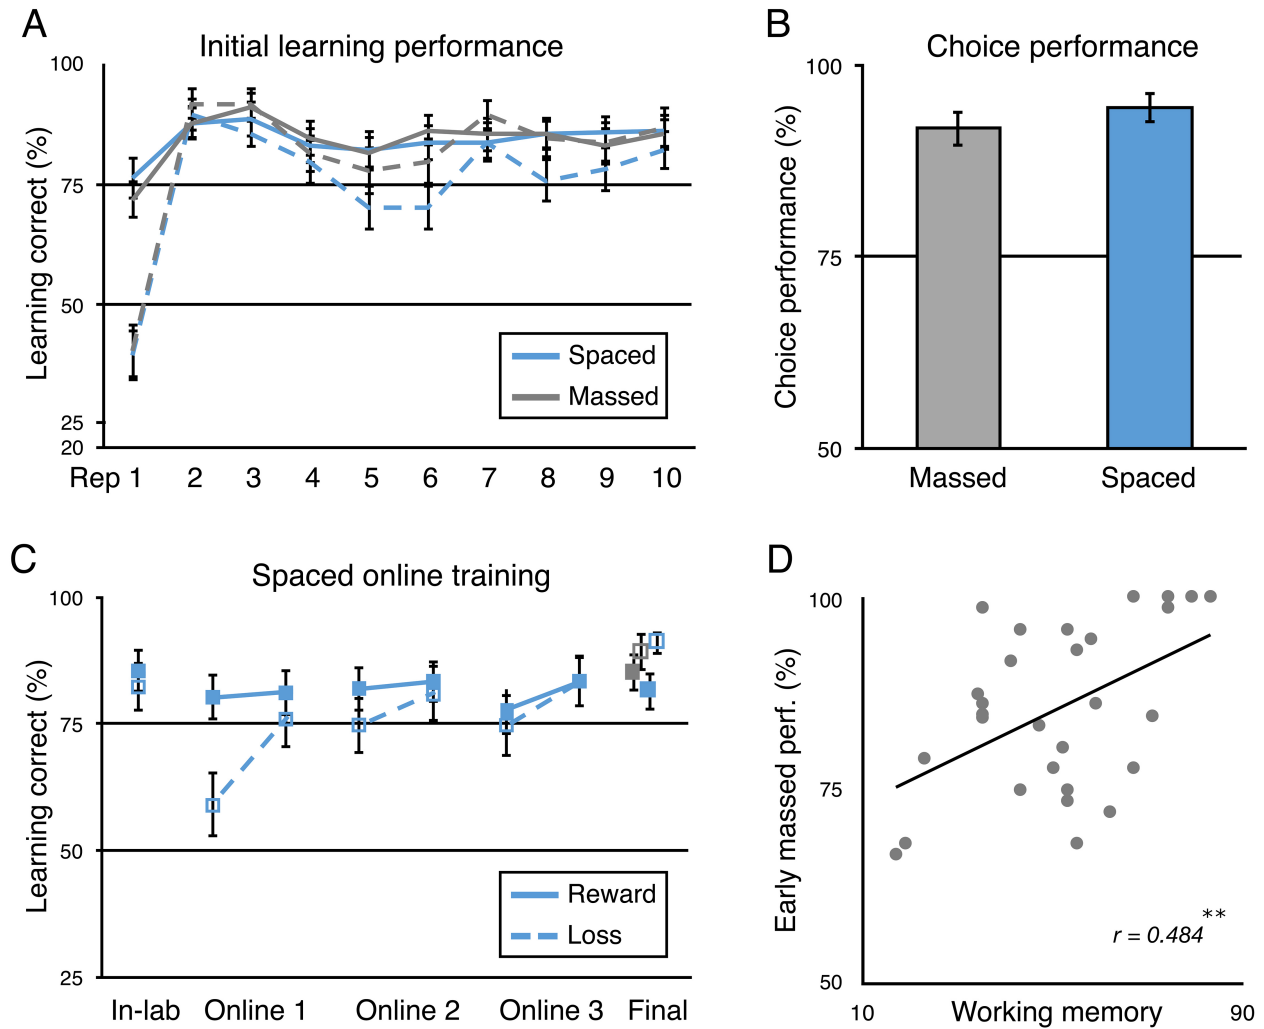 A
Initial learning performance
Learning correct (%)
100
75
50
25
20
Spaced
Massed
Rep 1 2 3 4 5 6 7 8 9 10
B
Choice performance
Choice performance (%)
100
75
50
Massed Spaced
C
Spaced online training
Learning correct (%)
100
75
50
25
Reward
Loss
In-lab Online 1 Online 2 Online 3 Final
D
Early massed perf. (%)
100
75
50
r = 0.484**
10 Working memory 90